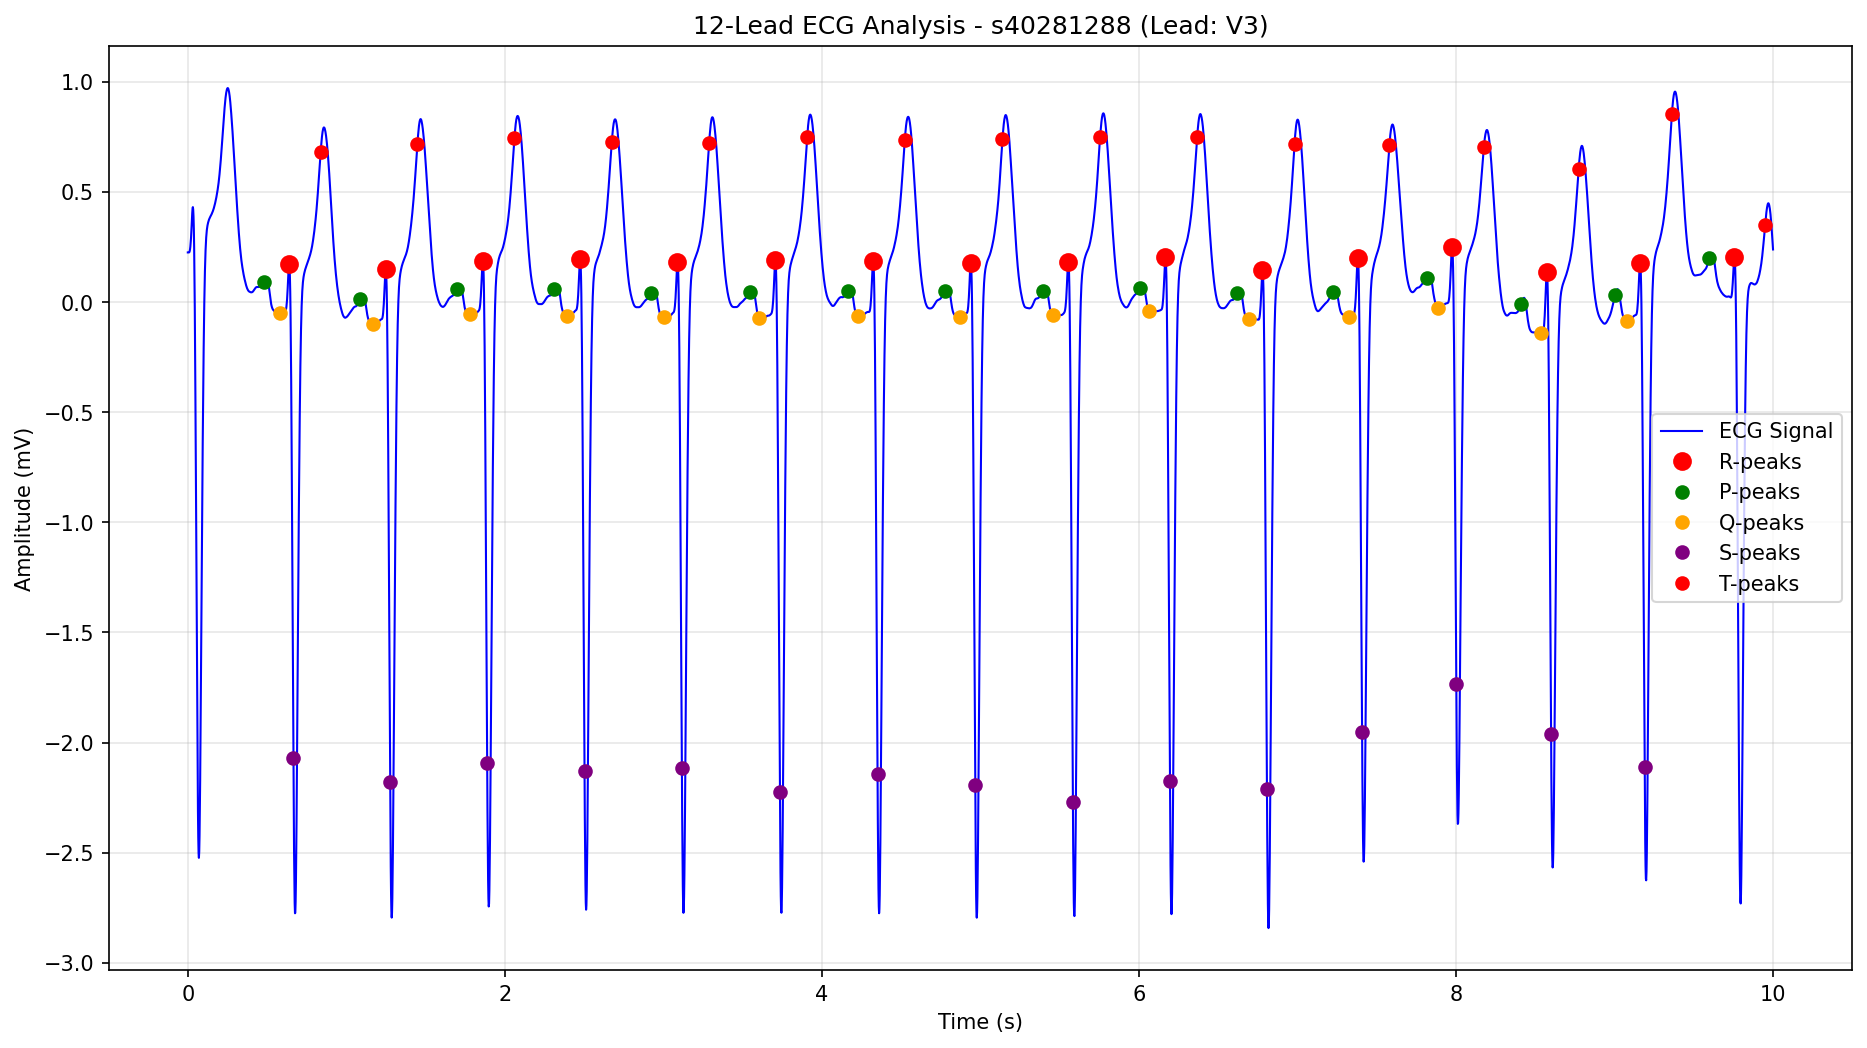 12-Lead ECG Analysis - s40281288 (Lead: V3)
Amplitude (mV)
1.0
0.5
0.0
−0.5
−1.0
−1.5
−2.0
−2.5
−3.0
ECG Signal
R-peaks
P-peaks
Q-peaks
S-peaks
T-peaks
0 2 4 6 8 10
Time (s)